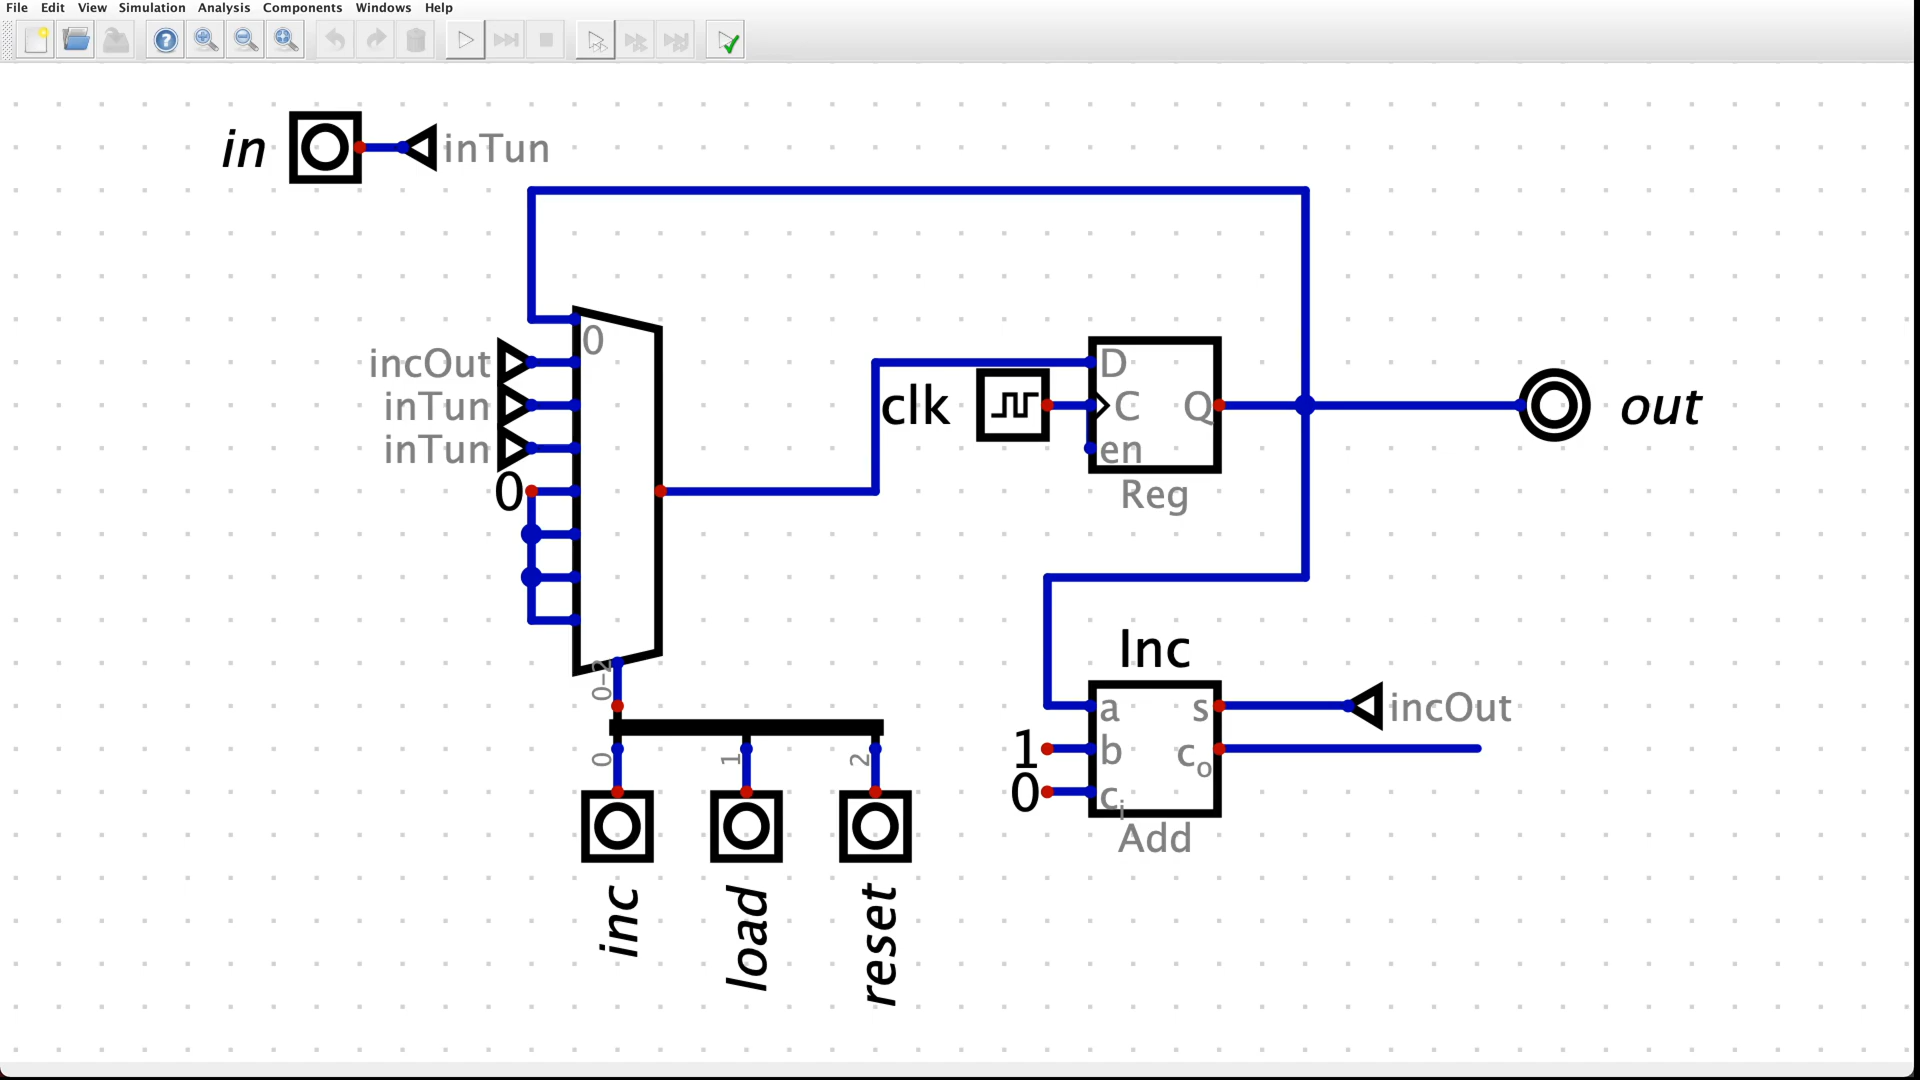 File Edit View Simulation Analysis Components Windows Help
in inTun
0
incOut
inTun
inTun
0
clk
D
C Q
en
Reg
out
0-2
0 1 2
inc load reset
Inc
a s
1 b co
0 ci
Add
incOut